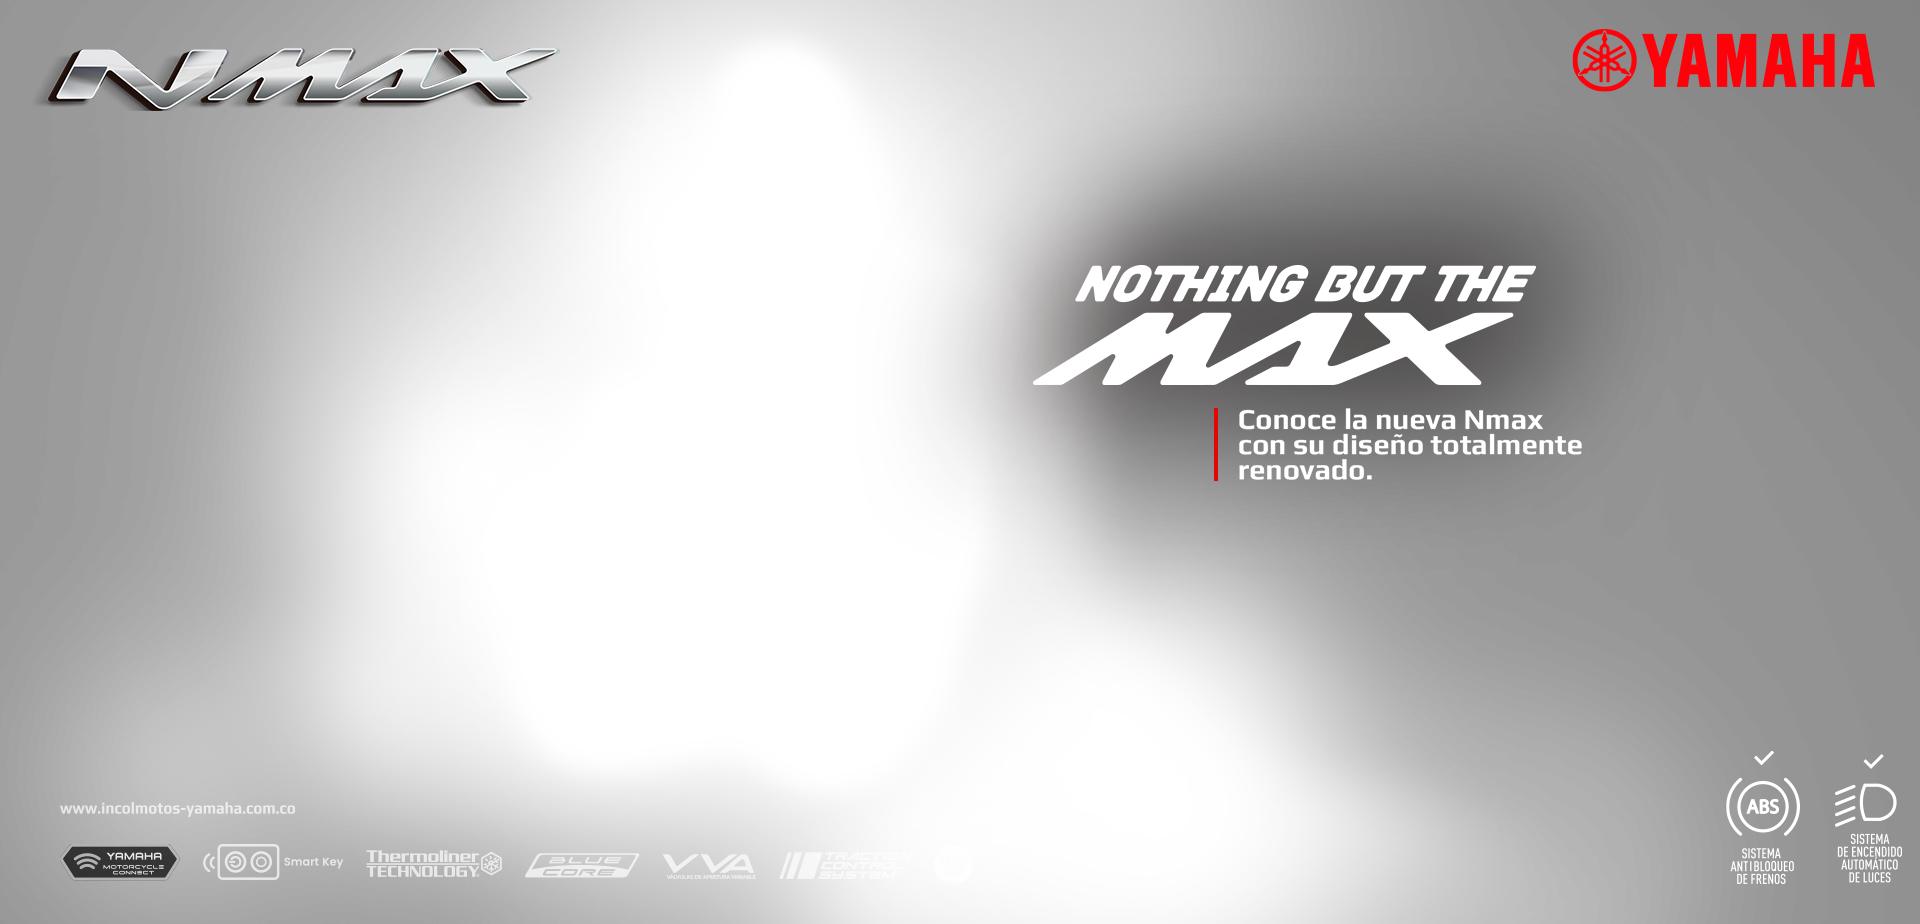 NMAX
YAMAHA
NOTHING BUT THE
MAX
Conoce la nueva Nmax
con su diseño totalmente
renovado.
www.incolmotos-yamaha.com.co
YAMAHA
MOTORCYCLE
CONNECT
Smart Key
Thermoliner
TECHNOLOGY
BLUE
CORE
VVA
VÁLVULAS DE APERTURA VARIABLE
CONTROL
SYSTEM
ABS
SISTEMA
ANTIBLOQUEO
DE FRENOS
SISTEMA
DE ENCENDIDO
AUTOMÁTICO
DE LUCES